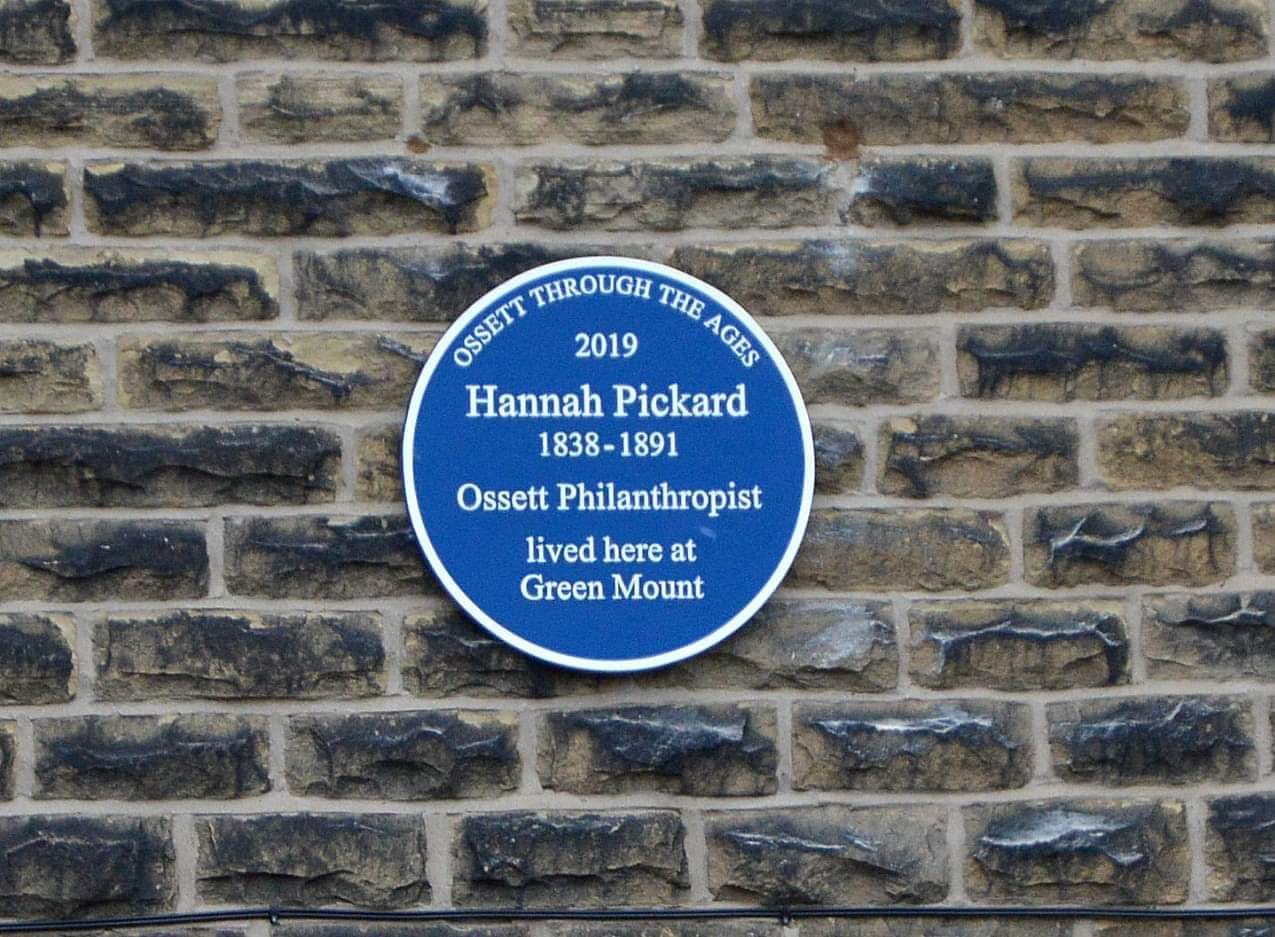 OSSETT THROUGH THE AGES
2019
Hannah Pickard
1838-1891
Ossett Philanthropist
lived here at
Green Mount